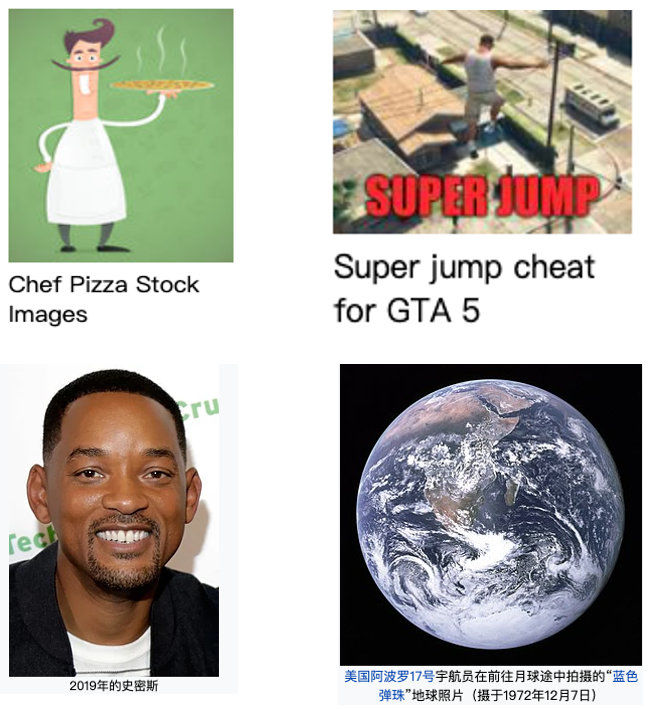 SUPER JUMP
Chef Pizza Stock
Images
Super jump cheat
for GTA 5
Cru
Tech
2019年的史密斯
美国阿波罗17号宇航员在前往月球途中拍摄的“蓝色
弹珠”地球照片（摄于1972年12月7日）